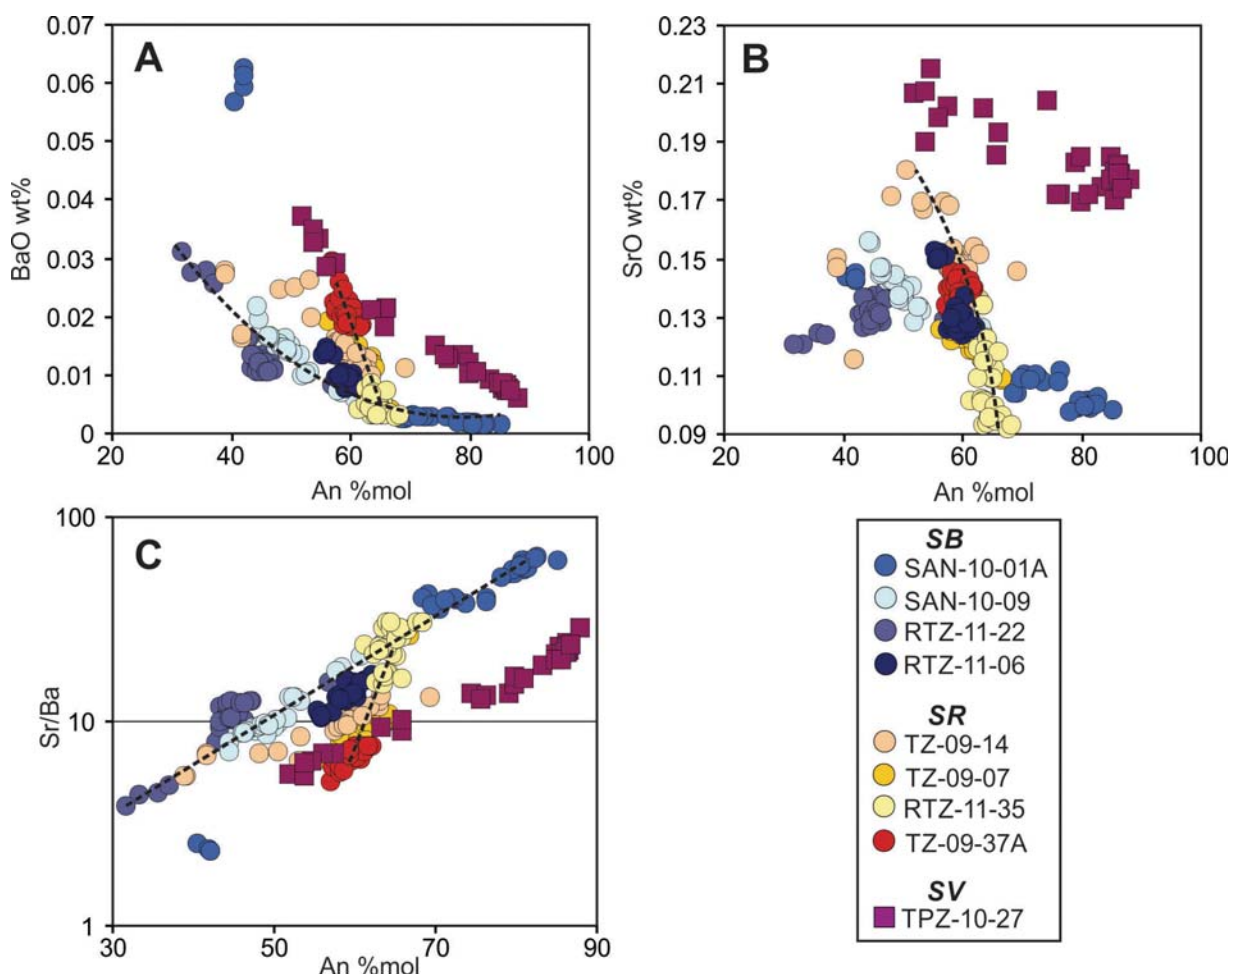 0.07
0.06
0.05
0.04
0.03
0.02
0.01
0
BaO wt%
A
20
40
60
80
100
An %mol
0.23
0.21
0.19
0.17
0.15
0.13
0.11
0.09
SrO wt%
B
20
40
60
80
100
An %mol
100
10
1
Sr/Ba
C
30
50
70
90
An %mol
SB
SAN-10-01A
SAN-10-09
RTZ-11-22
RTZ-11-06
SR
TZ-09-14
TZ-09-07
RTZ-11-35
TZ-09-37A
SV
TPZ-10-27